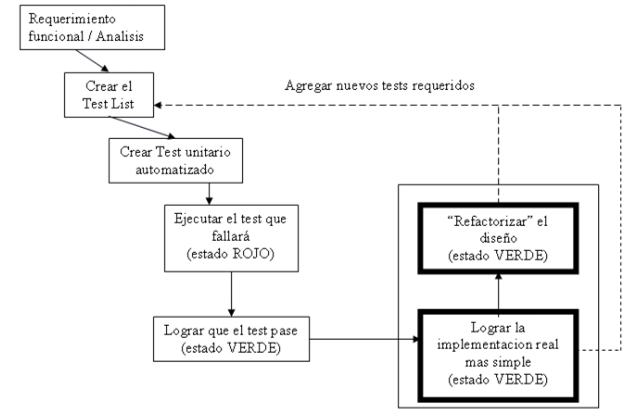 Requerimiento
funcional / Analisis
Crear el
Test List
Agregar nuevos tests requeridos
Crear Test unitario
automatizado
Ejecutar el test que
fallará
(estado ROJO)
"Refactorizar" el
diseño
(estado VERDE)
Lograr que el test pase
(estado VERDE)
Lograr la
implementacion real
mas simple
(estado VERDE)